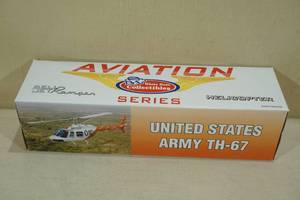 AVIATION
Collectibles
SERIES
HELICOPTER
UNITED STATES
ARMY TH-67